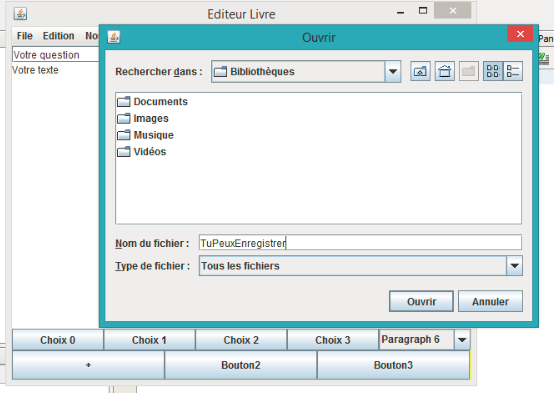 Editeur Livre
File Edition
Votre question
Votre texte
Ouvrir
Rechercher dans :
Bibliothèques
Documents
Images
Musique
Vidéos
Nom du fichier :
TuPeuxEnregistrer
Type de fichier :
Tous les fichiers
Ouvrir Annuler
Choix 0 Choix 1 Choix 2 Choix 3 Paragraph 6
+ Bouton2 Bouton3